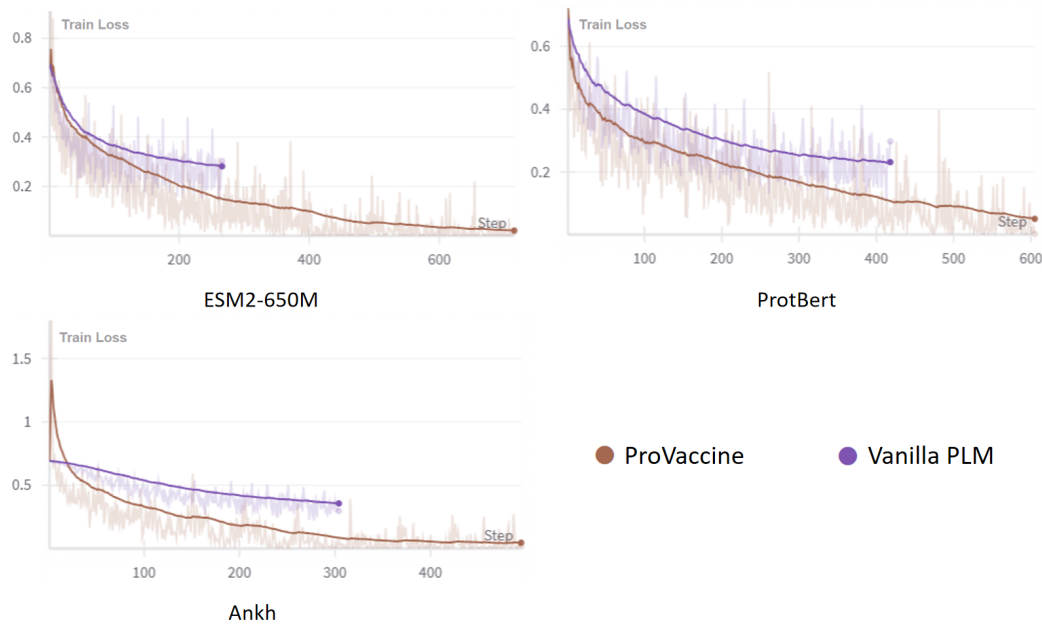 Train Loss
0.8
0.6
0.4
0.2
Step
200 400 600
ESM2-650M
Train Loss
0.6
0.4
0.2
Step
100 200 300 400 500 600
ProtBert
Train Loss
1.5
1
0.5
Step
100 200 300 400
Ankh
ProVaccine
Vanilla PLM